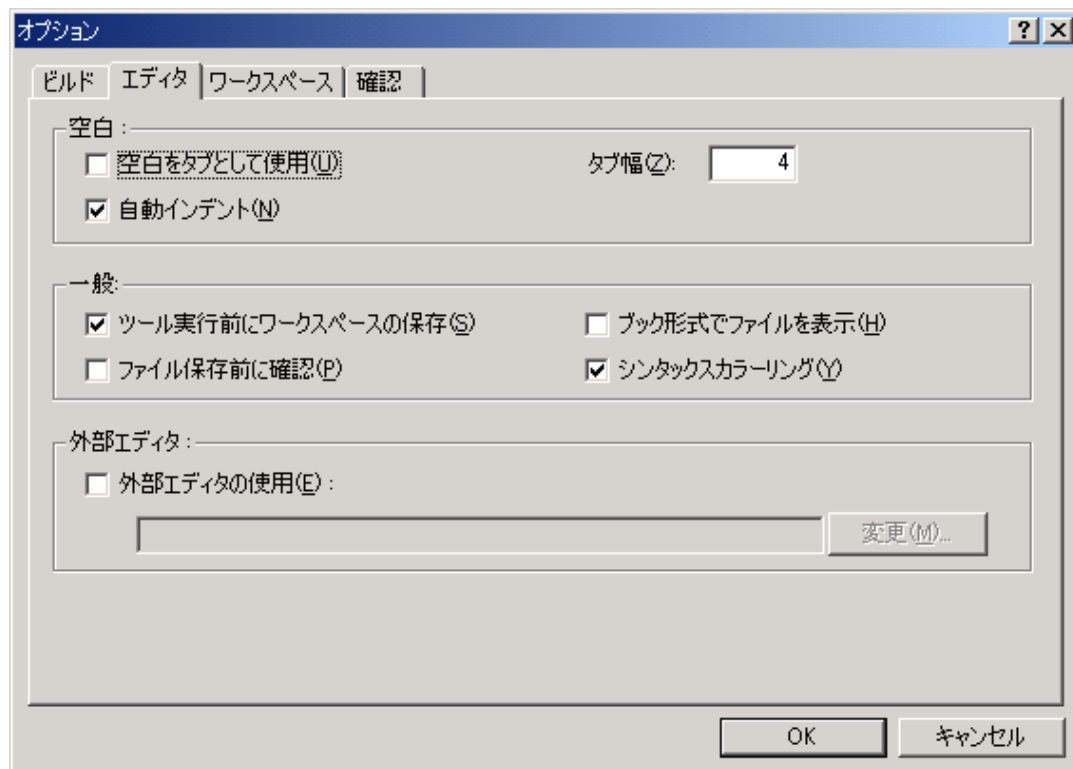 オプション
ビルド エディタ ワークスペース 確認
空白:
空白をタブとして使用(U) タブ幅(Z): 4
自動インデント(N)
一般:
ツール実行前にワークスペースの保存(S) ブック形式でファイルを表示(H)
ファイル保存前に確認(P) シンタックスカラーリング(Y)
外部エディタ:
外部エディタの使用(E):
変更(M)...
OK キャンセル